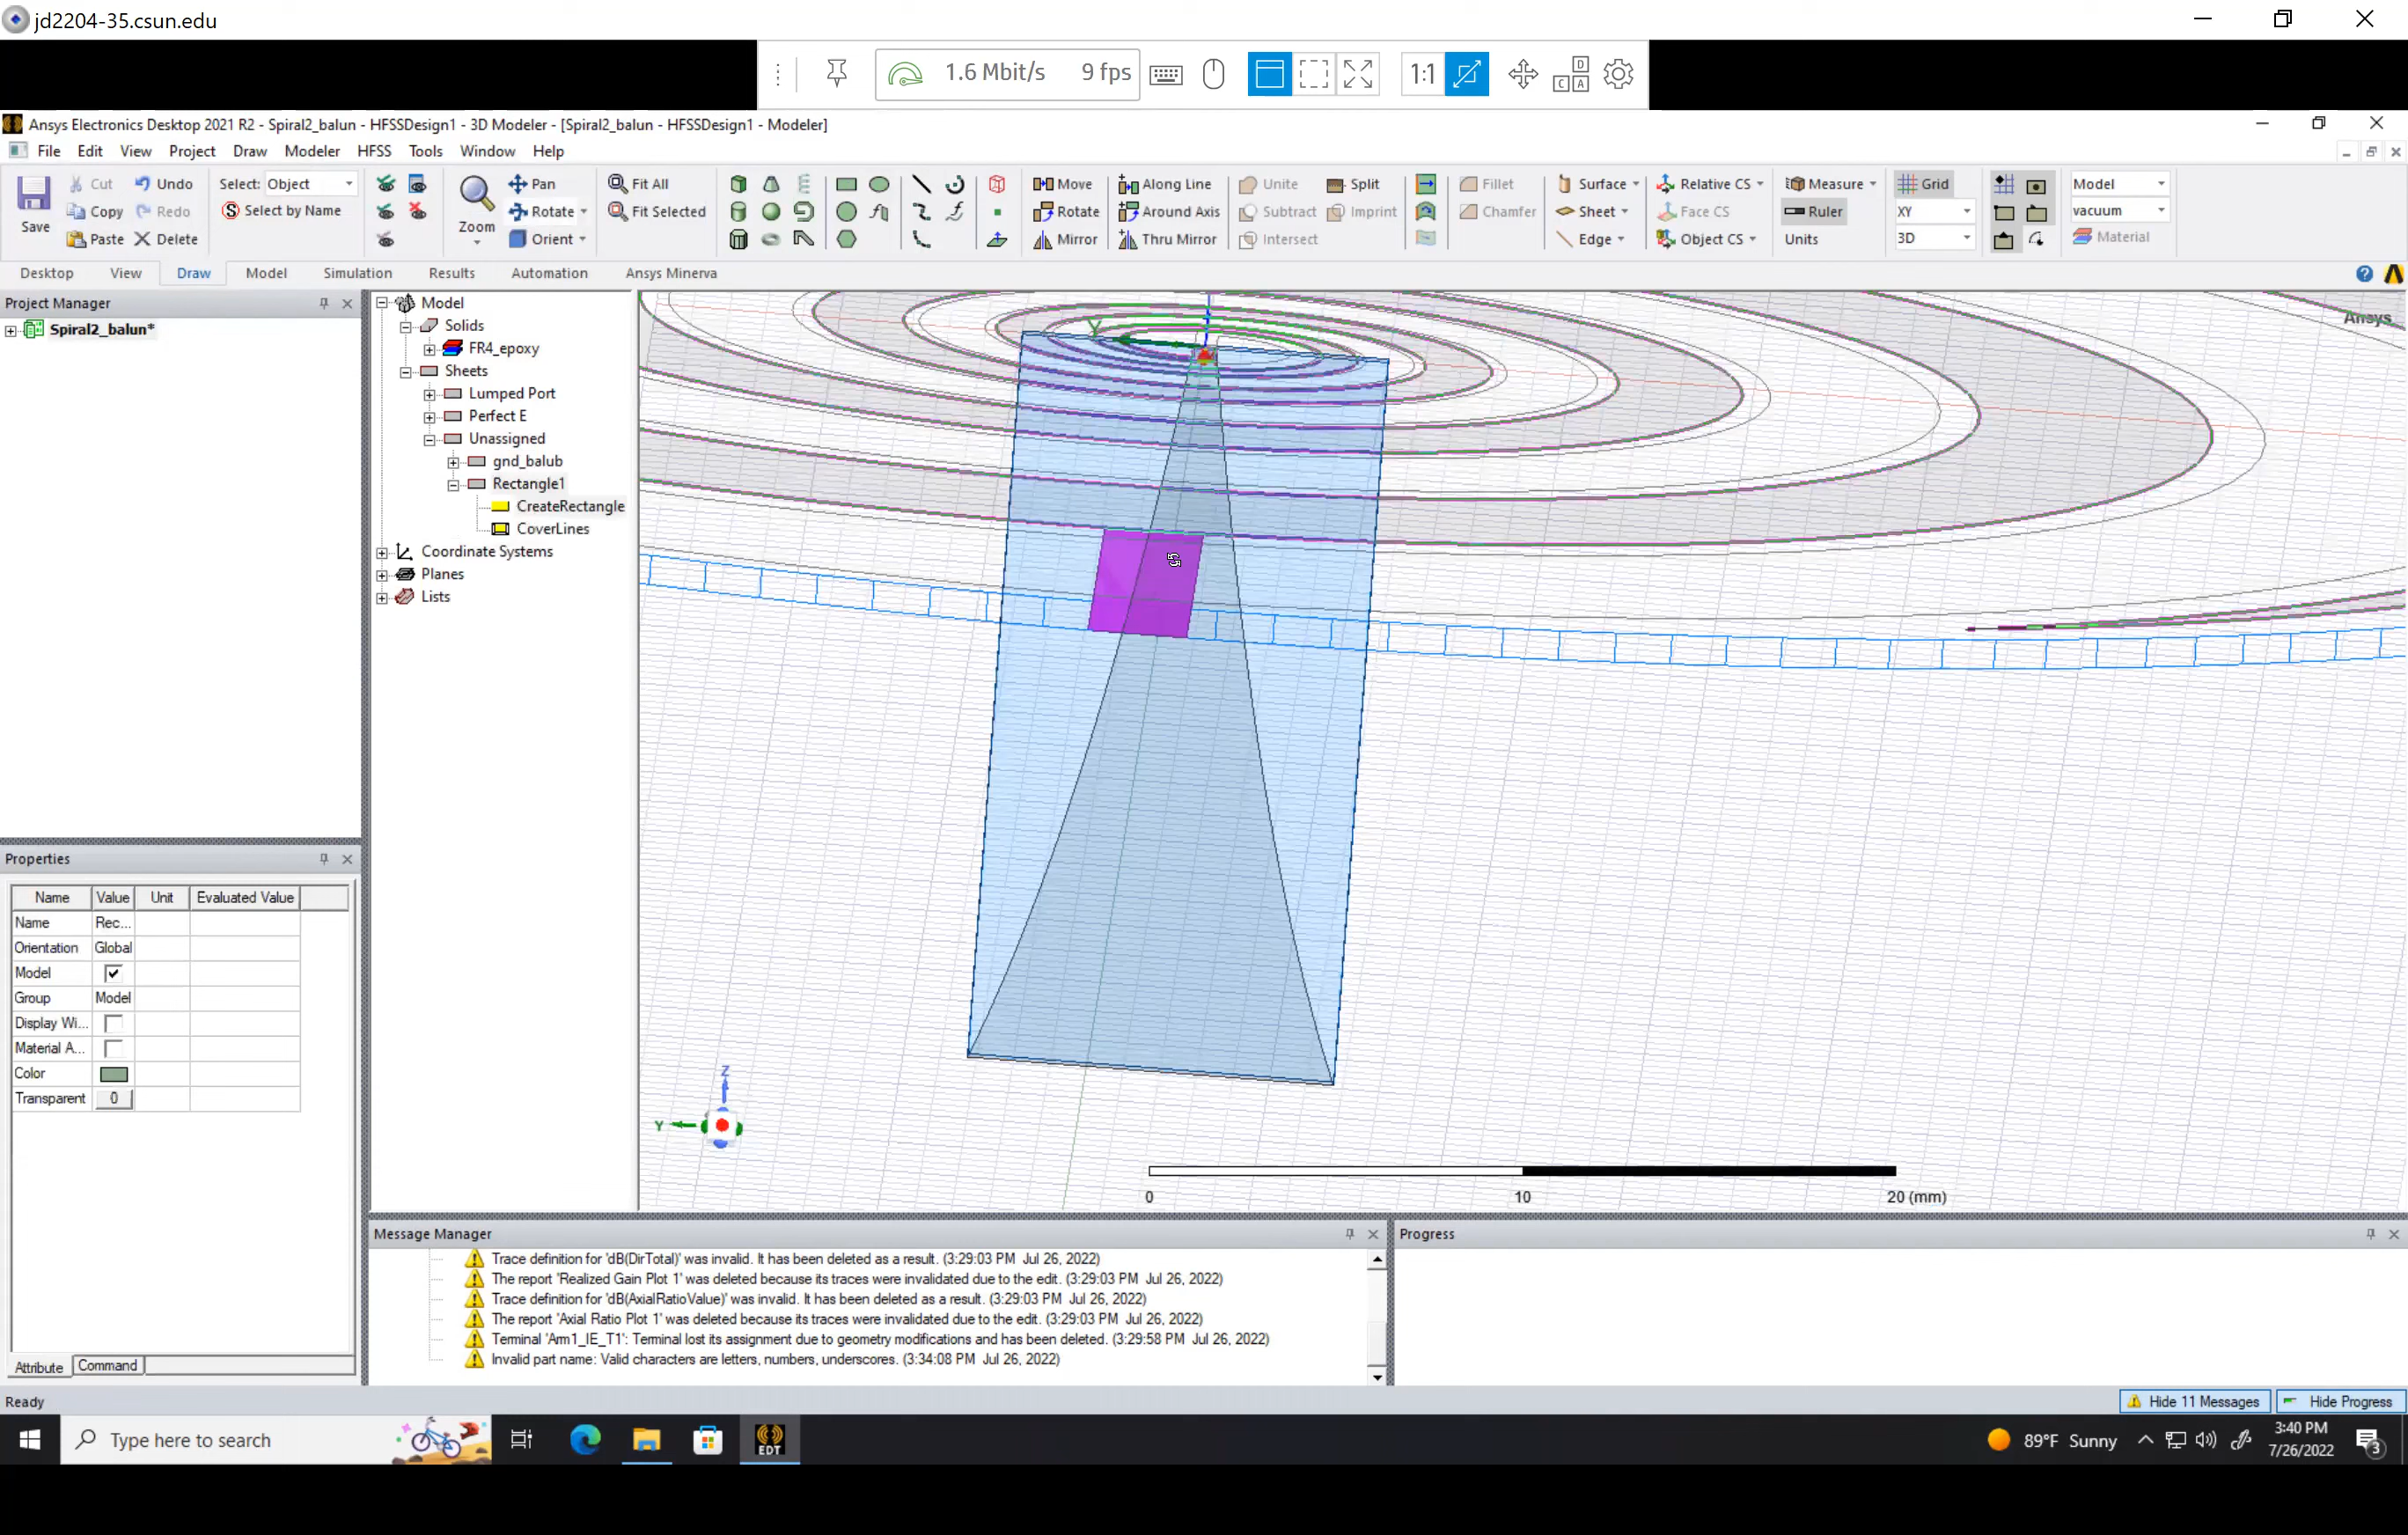 jd2204-35.csun.edu
1.6 Mbit/s 9 fps 1:1 D C A
Ansys Electronics Desktop 2021 R2 - Spiral2_balun - HFSSDesign1 - 3D Modeler - [Spiral2_balun - HFSSDesign1 - Modeler]
File Edit View Project Draw Modeler HFSS Tools Window Help
Save Cut Undo Select: Object Pan Fit All Move Along Line Unite Split Fillet Surface Relative CS Measure Grid Model
Copy Redo Select by Name Zoom Rotate Fit Selected Rotate Around Axis Subtract Imprint Chamfer Sheet Face CS Ruler XY vacuum
Paste Delete Orient Mirror Thru Mirror Intersect Edge Object CS Units 3D Material
Desktop View Draw Model Simulation Results Automation Ansys Minerva
Project Manager
Spiral2_balun*
Model
Solids
FR4_epoxy
Sheets
Lumped Port
Perfect E
Unassigned
gnd_balub
Rectangle1
CreateRectangle
CoverLines
Coordinate Systems
Planes
Lists
Ansys
Y
Z
Y
0 10 20 (mm)
Properties
Name Value Unit Evaluated Value
Name Rec...
Orientation Global
Model
Group Model
Display Wi...
Material A...
Color
Transparent 0
Attribute Command
Message Manager
Trace definition for 'dB(DirTotal)' was invalid. It has been deleted as a result. (3:29:03 PM Jul 26, 2022)
The report 'Realized Gain Plot 1' was deleted because its traces were invalidated due to the edit. (3:29:03 PM Jul 26, 2022)
Trace definition for 'dB(AxialRatioValue)' was invalid. It has been deleted as a result. (3:29:03 PM Jul 26, 2022)
The report 'Axial Ratio Plot 1' was deleted because its traces were invalidated due to the edit. (3:29:03 PM Jul 26, 2022)
Terminal 'Arm1_IE_T1': Terminal lost its assignment due to geometry modifications and has been deleted. (3:29:58 PM Jul 26, 2022)
Invalid part name: Valid characters are letters, numbers, underscores. (3:34:08 PM Jul 26, 2022)
Progress
Ready
Hide 11 Messages Hide Progress
Type here to search
EDT
89°F Sunny
3:40 PM
7/26/2022
3